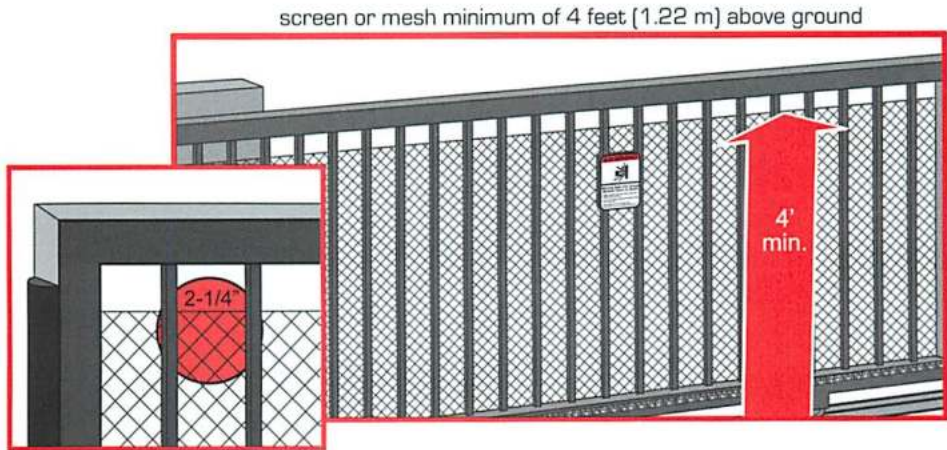 screen or mesh minimum of 4 feet (1.22 m) above ground
2-1/4"
4'
min.